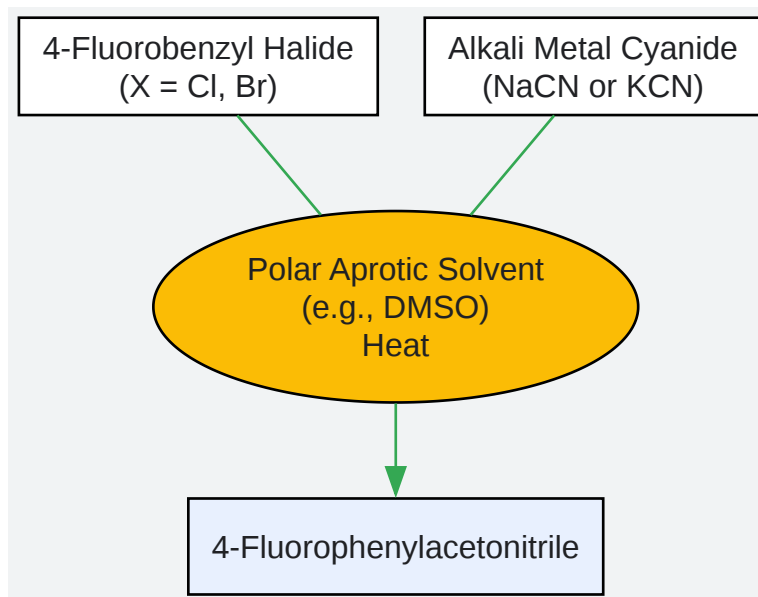 4-Fluorobenzyl Halide
(X = Cl, Br)
Alkali Metal Cyanide
(NaCN or KCN)
Polar Aprotic Solvent
(e.g., DMSO)
Heat
4-Fluorophenylacetonitrile